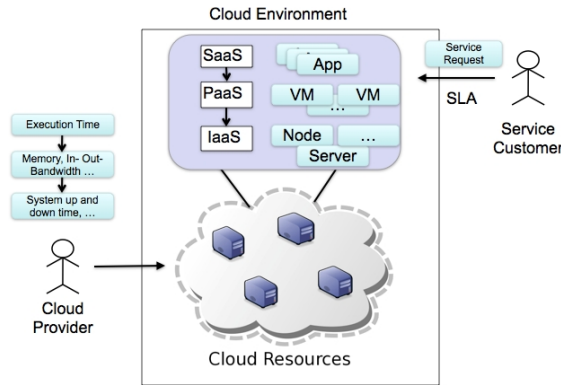 Cloud Environment
SaaS
App
PaaS
VM
VM
...
IaaS
Node
...
Server
Service
Request
SLA
Service
Customer
Execution Time
Memory, In- Out-
Bandwidth ...
System up and
down time, ...
Cloud
Provider
Cloud Resources